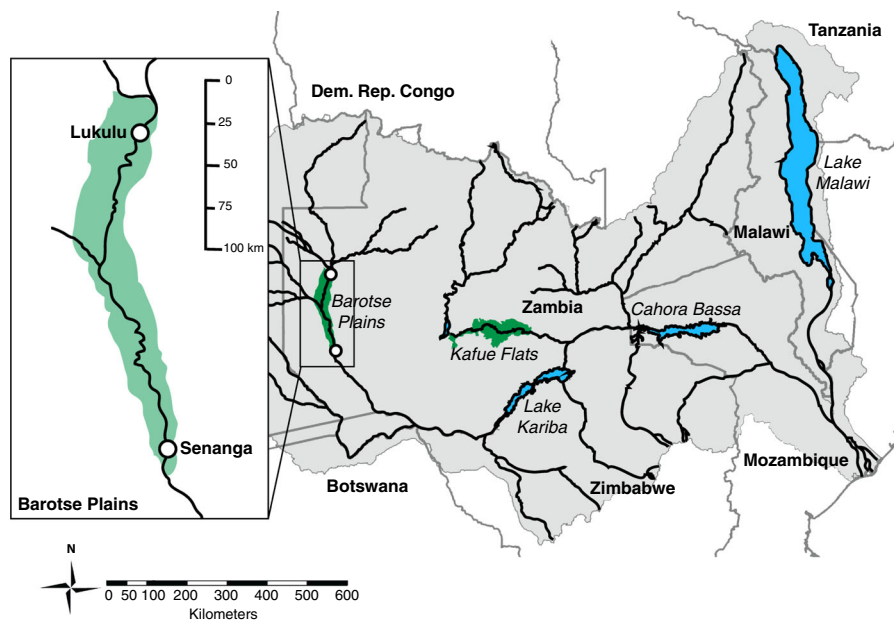 Tanzania
Dem. Rep. Congo
Lake
Malawi
Malawi
Barotse
Plains
Zambia
Cahora Bassa
Kafue Flats
Lake
Kariba
Mozambique
Zimbabwe
Botswana
0
25
50
75
100 km
Lukulu
Senanga
Barotse Plains
N
0 50 100 200 300 400 500 600
Kilometers